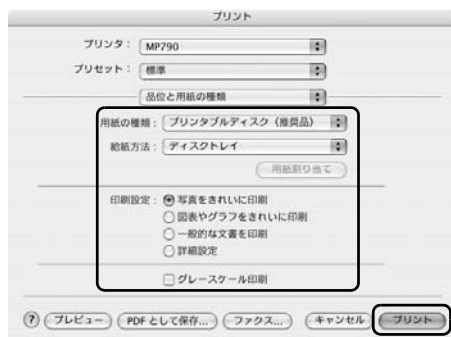 プリント
プリンタ： MP790
プリセット： 標準
品位と用紙の種類
用紙の種類： プリンタブルディスク（推奨品）
給紙方法： ディスクトレイ
用紙割り当て
印刷設定： 写真をきれいに印刷
図表やグラフをきれいに印刷
一般的な文書を印刷
詳細設定
グレースケール印刷
? プレビュー PDF として保存... ファクス... キャンセル プリント